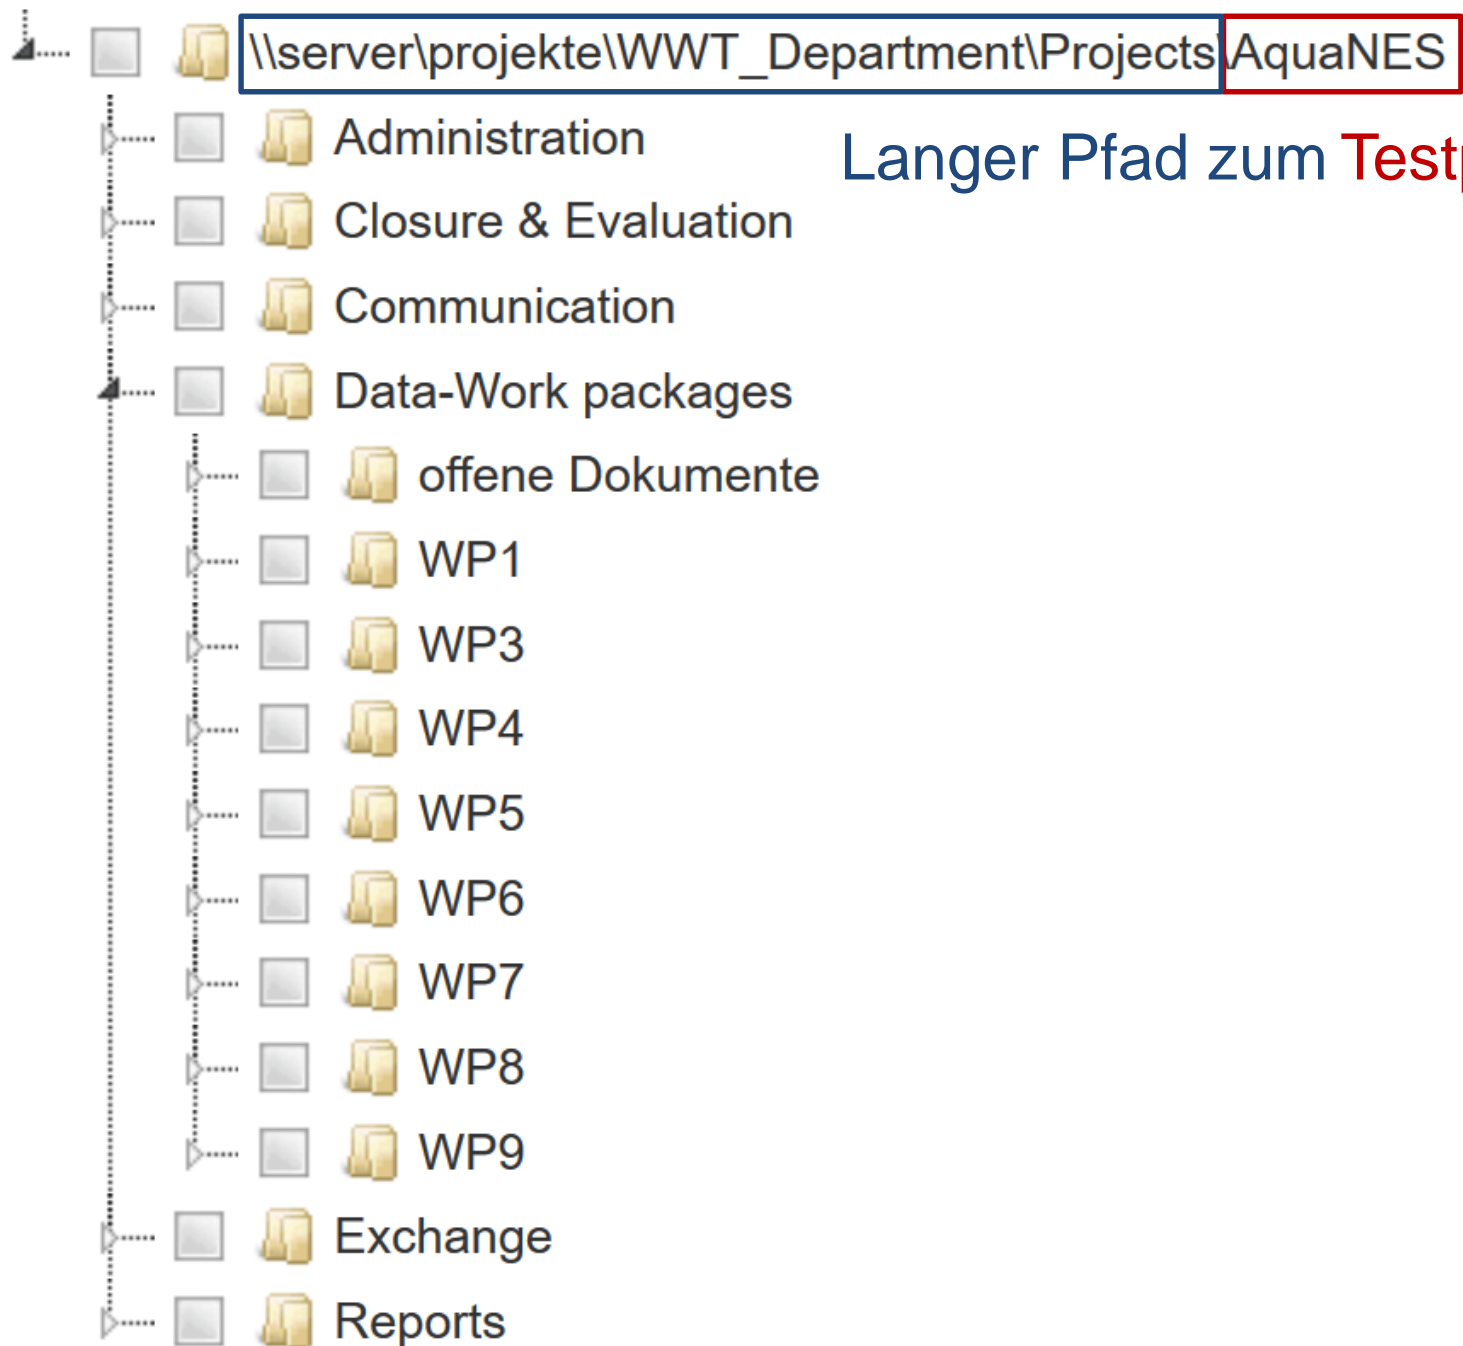 \\server\projekte\WWT_Department\Projects\AquaNES
Administration
Langer Pfad zum
Closure & Evaluation
Communication
Data-Work packages
offene Dokumente
WP1
WP3
WP4
WP5
WP6
WP7
WP8
WP9
Exchange
Reports